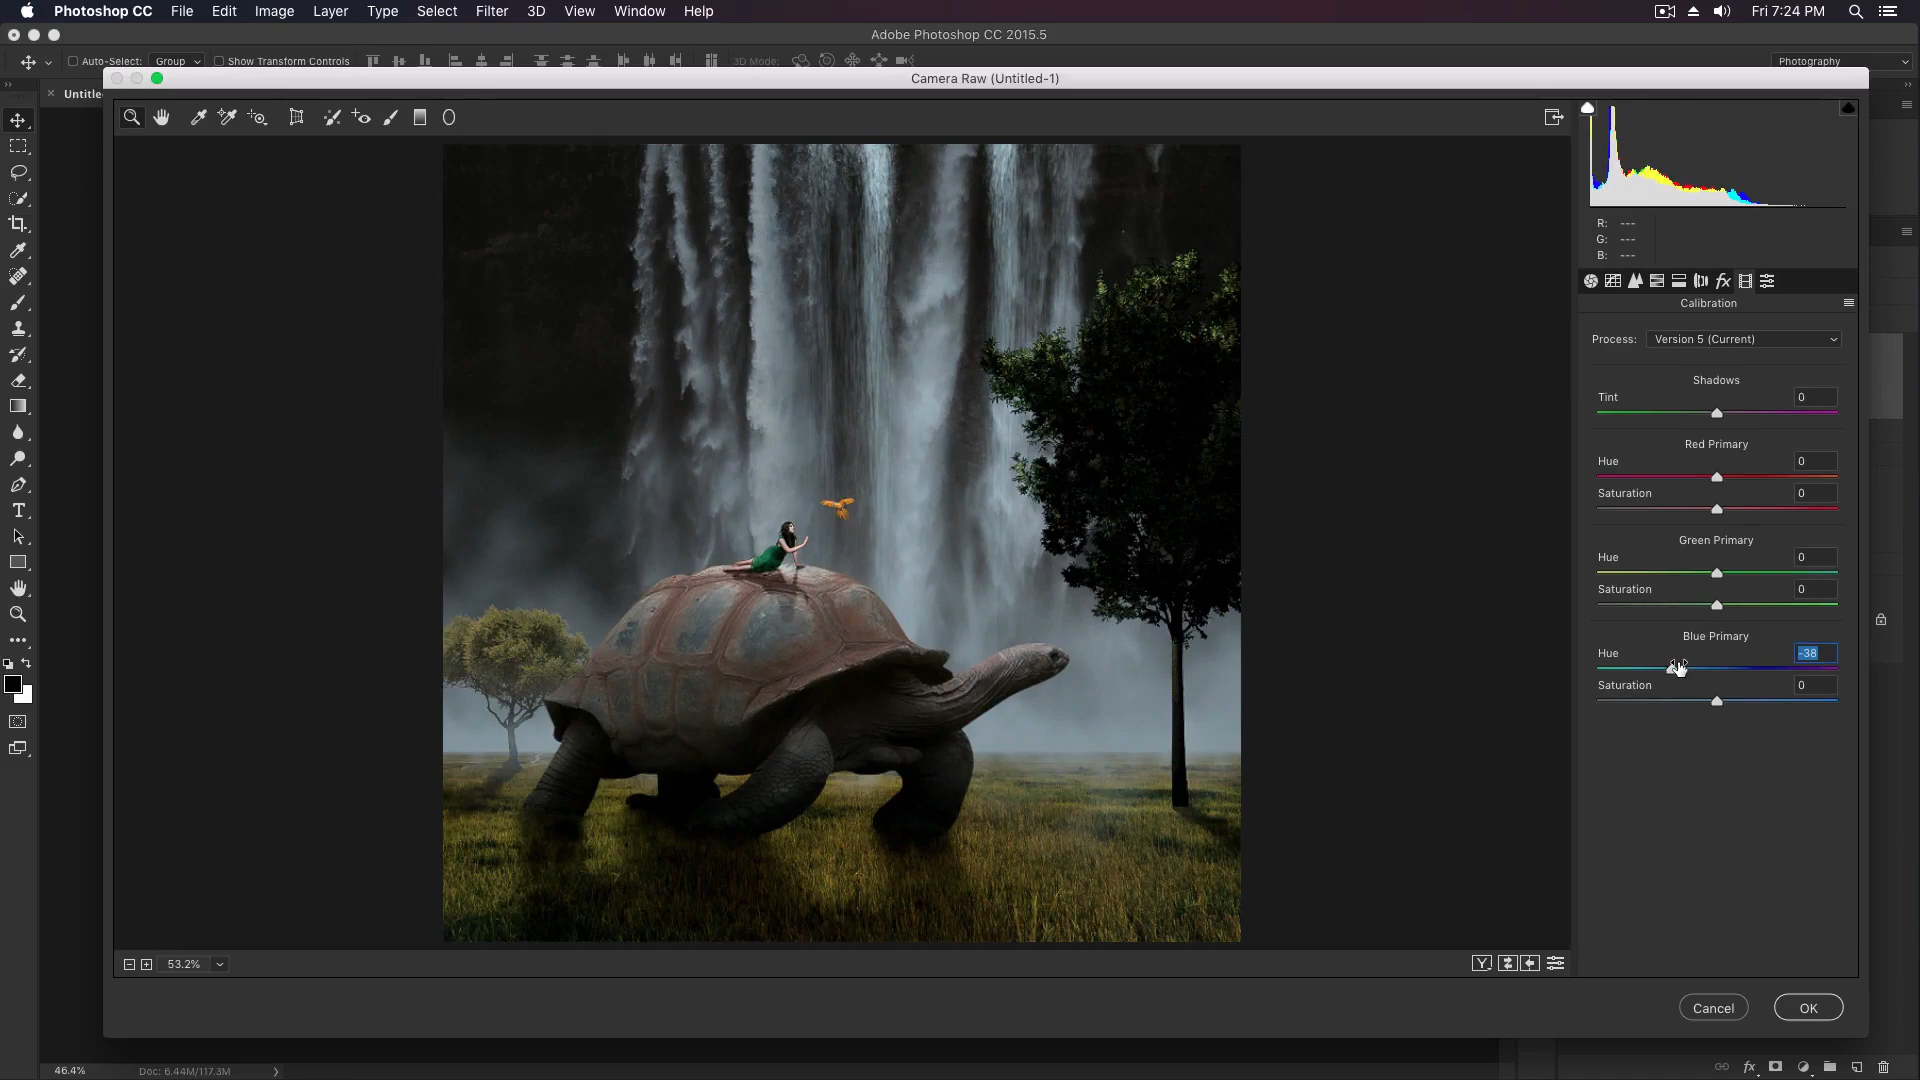 Photoshop CC File Edit Image Layer Type Select Filter 3D View Window Help Fri 7:24 PM
Adobe Photoshop CC 2015.5
Auto-Select: Group Show Transform Controls 3D Mode: Photography
Camera Raw (Untitled-1)
R: ---
G: ---
B: ---
Calibration
Process: Version 5 (Current)
Shadows
Tint 0
Red Primary
Hue 0
Saturation 0
Green Primary
Hue 0
Saturation 0
Blue Primary
Hue -38
Saturation 0
53.2%
Cancel OK
46.4% Doc: 6.44M/117.3M